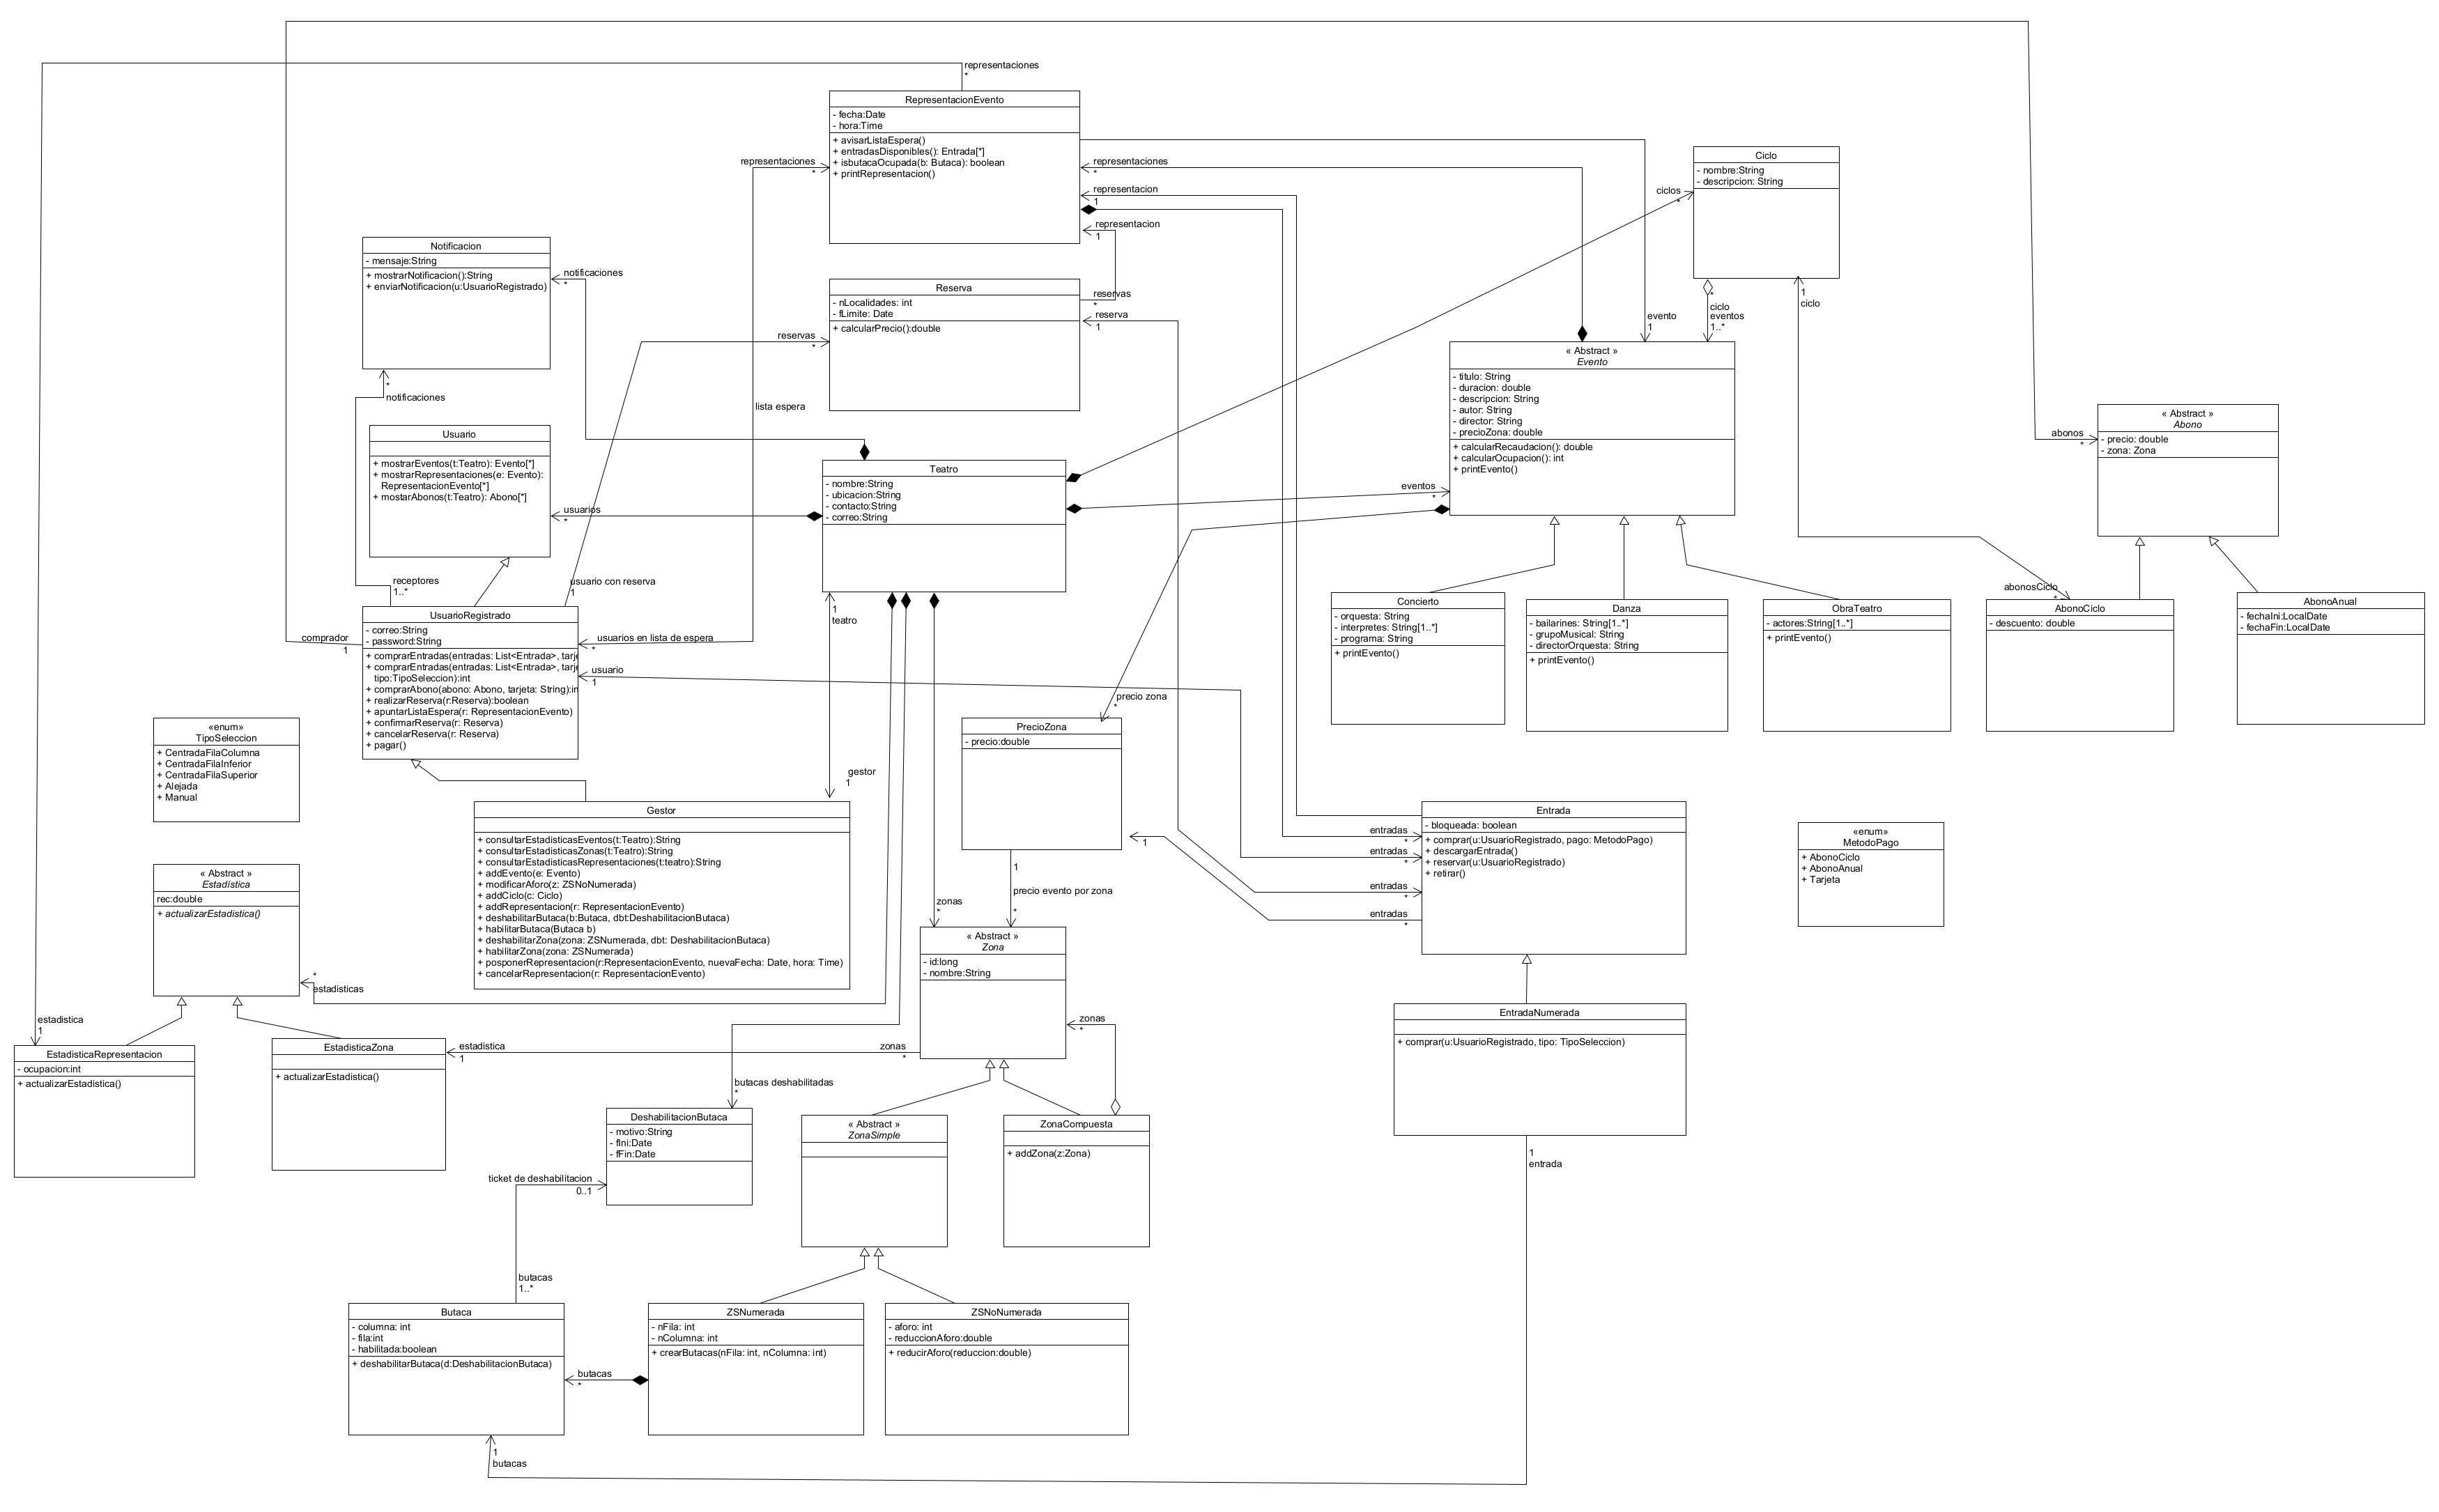 representaciones
*
RepresentacionEvento
- fecha:Date
- hora:Time
+ avisarListaEspera()
+ entradasDisponibles(): Entrada[*]
+ isbutacaOcupada(b: Butaca): boolean
+ printRepresentacion()
representaciones
*
representaciones
*
representacion
1
representacion
1
Ciclo
- nombre:String
- descripcion: String
ciclos
*
Notificacion
- mensaje:String
+ mostrarNotificacion():String
+ enviarNotificacion(u:UsuarioRegistrado)
notificaciones
*
*
notificaciones
Reserva
- nLocalidades: int
- fLimite: Date
+ calcularPrecio():double
reservas
*
reserva
1
reservas
*
evento
1
*
ciclo
eventos
1..*
1
ciclo
« Abstract »
Evento
- titulo: String
- duracion: double
- descripcion: String
- autor: String
- director: String
- precioZona: double
+ calcularRecaudacion(): double
+ calcularOcupacion(): int
+ printEvento()
lista espera
« Abstract »
Abono
- precio: double
- zona: Zona
abonos
*
Usuario
+ mostrarEventos(t:Teatro): Evento[*]
+ mostrarRepresentaciones(e: Evento):
RepresentacionEvento[*]
+ mostarAbonos(t:Teatro): Abono[*]
Teatro
- nombre:String
- ubicacion:String
- contacto:String
- correo:String
usuarios
*
eventos
*
receptores
1..*
usuario con reserva
1
1
teatro
UsuarioRegistrado
- correo:String
- password:String
+ comprarEntradas(entradas: List<Entrada>, tarje
+ comprarEntradas(entradas: List<Entrada>, tarje
tipo:TipoSeleccion):int
+ comprarAbono(abono: Abono, tarjeta: String):in
+ realizarReserva(r:Reserva):boolean
+ apuntarListaEspera(r: RepresentacionEvento)
+ confirmarReserva(r: Reserva)
+ cancelarReserva(r: Reserva)
+ pagar()
comprador
1
usuarios en lista de espera
*
usuario
1
Concierto
- orquesta: String
- interpretes: String[1..*]
- programa: String
+ printEvento()
Danza
- bailarines: String[1..*]
- grupoMusical: String
- directorOrquesta: String
+ printEvento()
ObraTeatro
- actores:String[1..*]
+ printEvento()
abonosCiclo
*
AbonoCiclo
- descuento: double
AbonoAnual
- fechaIni:LocalDate
- fechaFin:LocalDate
«enum»
TipoSeleccion
+ CentradaFilaColumna
+ CentradaFilaInferior
+ CentradaFilaSuperior
+ Alejada
+ Manual
precio zona
*
PrecioZona
- precio:double
gestor
1
Gestor
+ consultarEstadisticasEventos(t:Teatro):String
+ consultarEstadisticasZonas(t:Teatro):String
+ consultarEstadisticasRepresentaciones(t:teatro):String
+ addEvento(e: Evento)
+ modificarAforo(z: ZSNoNumerada)
+ addCiclo(c: Ciclo)
+ addRepresentacion(r: RepresentacionEvento)
+ deshabilitarButaca(b:Butaca, dbt:DeshabilitacionButaca)
+ habilitarButaca(Butaca b)
+ deshabilitarZona(zona: ZSNumerada, dbt: DeshabilitacionButaca)
+ habilitarZona(zona: ZSNumerada)
+ posponerRepresentacion(r:RepresentacionEvento, nuevaFecha: Date, hora: Time)
+ cancelarRepresentacion(r: RepresentacionEvento)
Entrada
- bloqueada: boolean
+ comprar(u:UsuarioRegistrado, pago: MetodoPago)
+ descargarEntrada()
+ reservar(u:UsuarioRegistrado)
+ retirar()
entradas
*
entradas
*
entradas
*
entradas
*
1
«enum»
MetodoPago
+ AbonoCiclo
+ AbonoAnual
+ Tarjeta
« Abstract »
Estadística
rec:double
+ actualizarEstadistica()
*
estadisticas
1
precio evento por zona
*
zonas
*
« Abstract »
Zona
- id:long
- nombre:String
zonas
*
EntradaNumerada
+ comprar(u:UsuarioRegistrado, tipo: TipoSeleccion)
estadistica
1
EstadisticaRepresentacion
- ocupacion:int
+ actualizarEstadistica()
EstadisticaZona
+ actualizarEstadistica()
estadistica
1
zonas
*
butacas deshabilitadas
*
DeshabilitacionButaca
- motivo:String
- fIni:Date
- fFin:Date
« Abstract »
ZonaSimple
ZonaCompuesta
+ addZona(z:Zona)
1
entrada
ticket de deshabilitacion
0..1
butacas
1..*
Butaca
- columna: int
- fila:int
- habilitada:boolean
+ deshabilitarButaca(d:DeshabilitacionButaca)
butacas
*
ZSNumerada
- nFila: int
- nColumna: int
+ crearButacas(nFila: int, nColumna: int)
ZSNoNumerada
- aforo: int
- reduccionAforo:double
+ reducirAforo(reduccion:double)
1
butacas